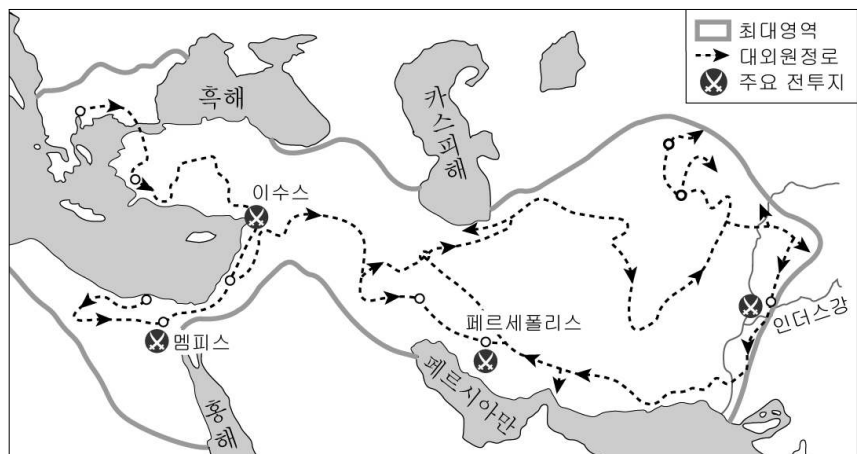 최대영역
대외원정로
주요 전투지
흑해
카스피해
이수스
멤피스
페르세폴리스
인더스강
페르시아만
홍해